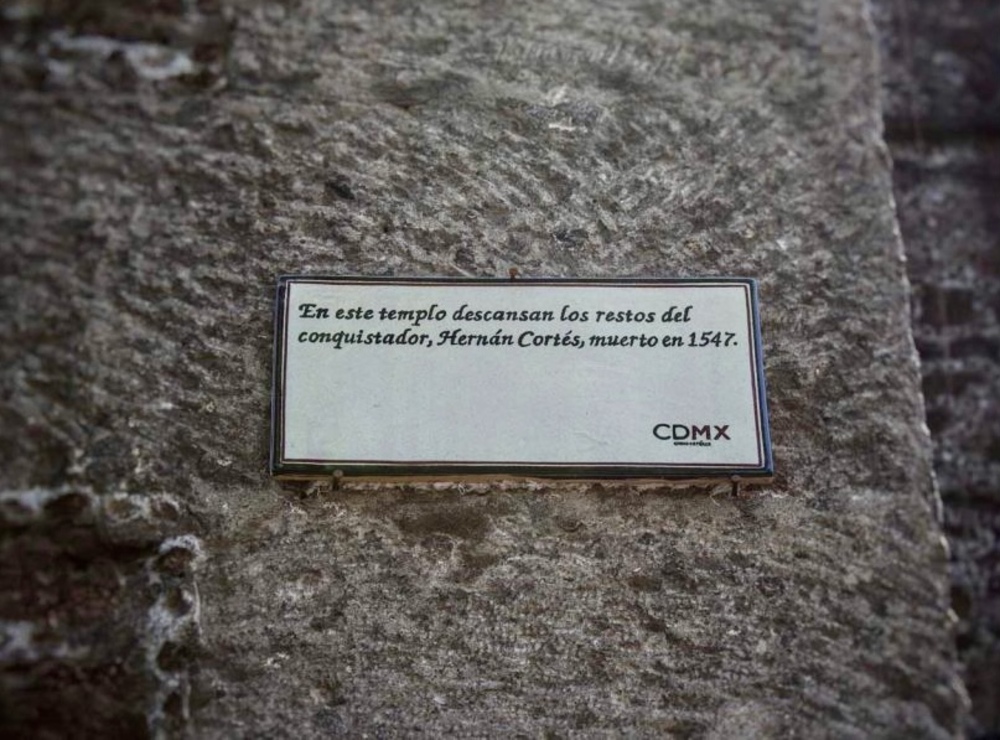 En este templo descansan los restos del
conquistador, Hernán Cortés, muerto en 1547.
CDMX